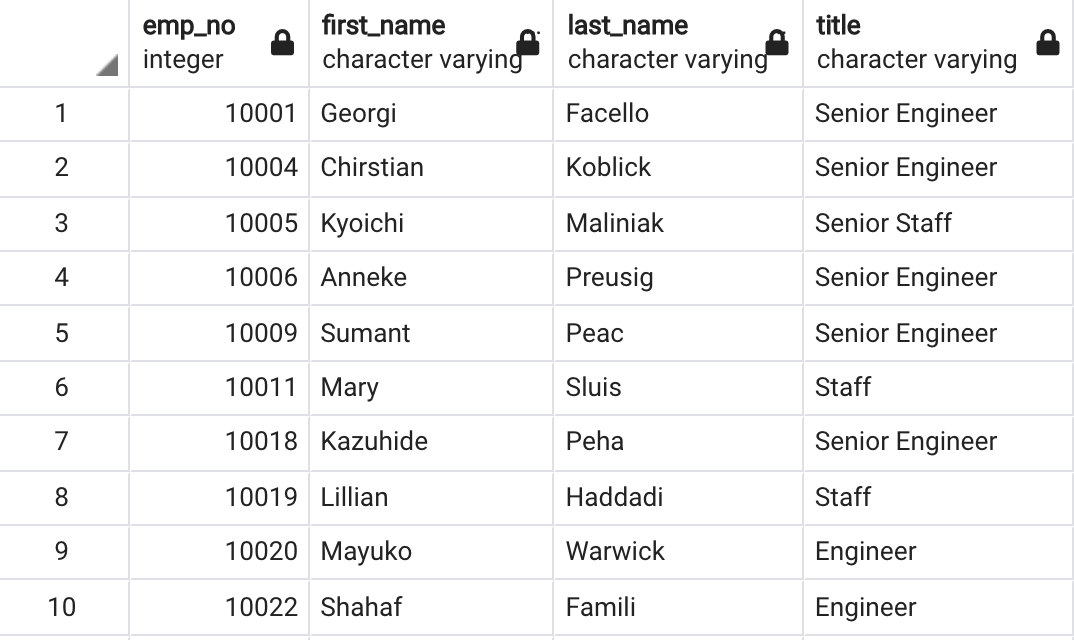 emp_no first_name last_name title
integer character varying character varying character varying
1 10001 Georgi Facello Senior Engineer
2 10004 Chirstian Koblick Senior Engineer
3 10005 Kyoichi Maliniak Senior Staff
4 10006 Anneke Preusig Senior Engineer
5 10009 Sumant Peac Senior Engineer
6 10011 Mary Sluis Staff
7 10018 Kazuhide Peha Senior Engineer
8 10019 Lillian Haddadi Staff
9 10020 Mayuko Warwick Engineer
10 10022 Shahaf Famili Engineer